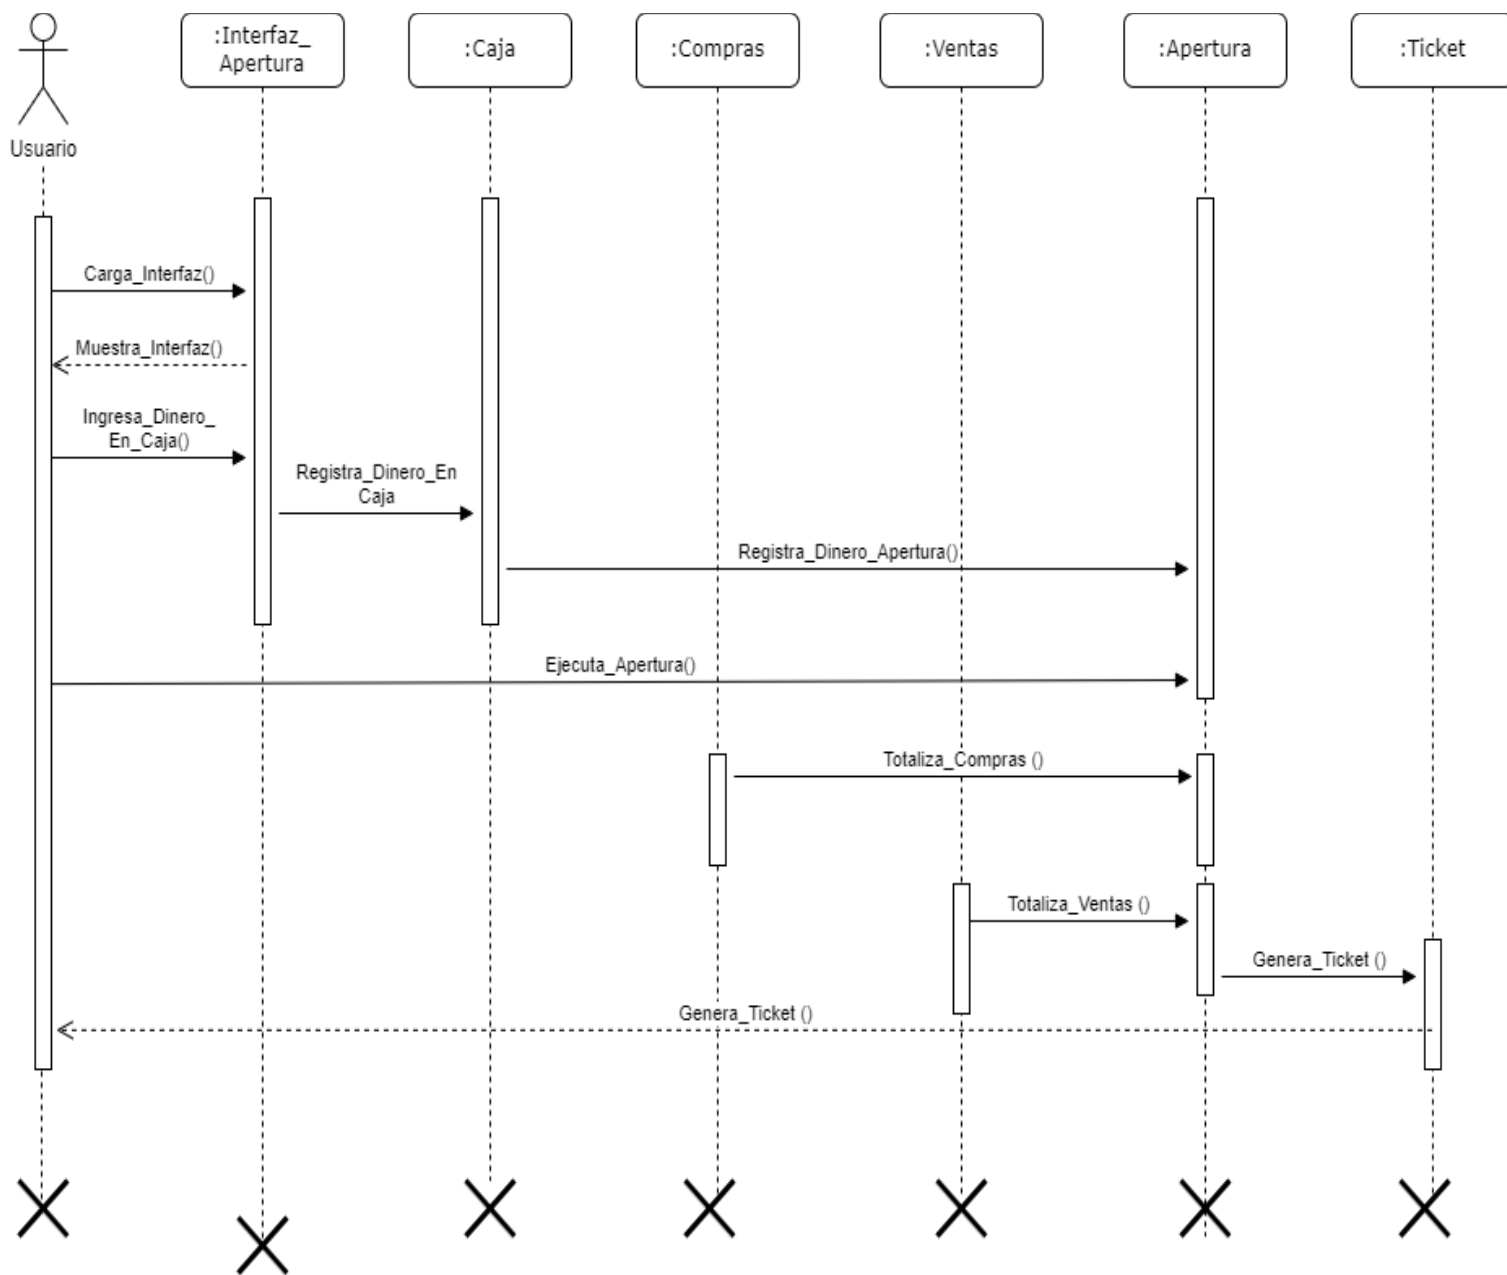 :Interfaz_
Apertura
:Caja
:Compras
:Ventas
:Apertura
:Ticket
Usuario
Carga_Interfaz()
Muestra_Interfaz()
Ingresa_Dinero_
En_Caja()
Registra_Dinero_En
Caja
Registra_Dinero_Apertura()
Ejecuta_Apertura()
Totaliza_Compras ()
Totaliza_Ventas ()
Genera_Ticket ()
Genera_Ticket ()